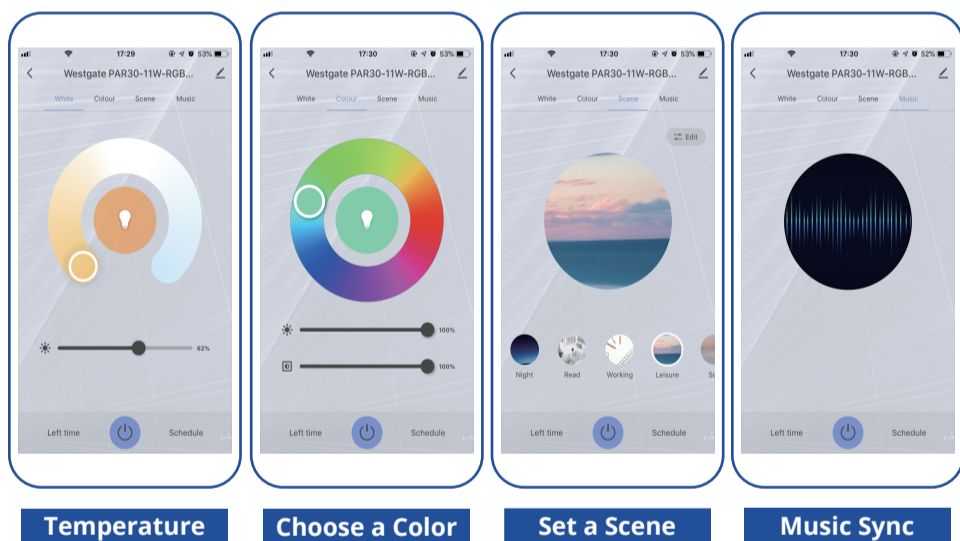 17:29 53%
Westgate PAR30-11W-RGB...
White Colour Scene Music
62%
Left time Schedule
Temperature
17:30 53%
Westgate PAR30-11W-RGB...
White Colour Scene Music
100%
100%
Left time Schedule
Choose a Color
17:30 53%
Westgate PAR30-11W-RGB...
White Colour Scene Music
Edit
Night Read Working Leisure
Left time Schedule
Set a Scene
17:30 52%
Westgate PAR30-11W-RGB...
White Colour Scene Music
Left time Schedule
Music Sync